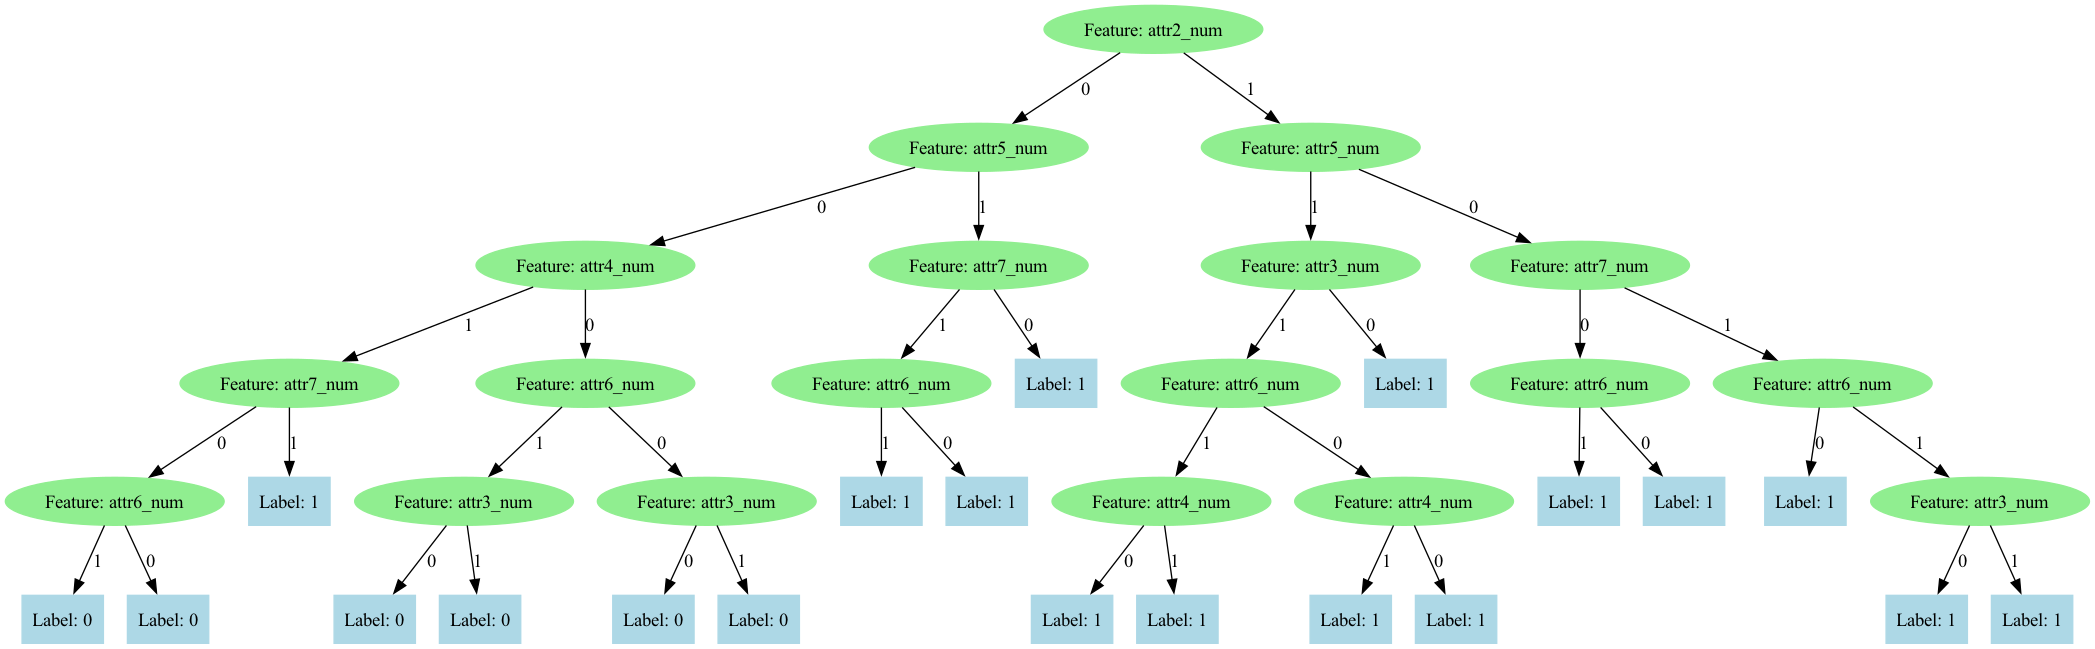 Feature: attr2_num
0
1
Feature: attr5_num
Feature: attr5_num
0
1
1
0
Feature: attr4_num
Feature: attr7_num
Feature: attr3_num
Feature: attr7_num
1
0
1
0
1
0
0
1
Feature: attr7_num
Feature: attr6_num
Feature: attr6_num
Label: 1
Feature: attr6_num
Label: 1
Feature: attr6_num
Feature: attr6_num
0
1
1
0
1
0
1
0
1
0
0
1
Feature: attr6_num
Label: 1
Feature: attr3_num
Feature: attr3_num
Label: 1
Label: 1
Feature: attr4_num
Feature: attr4_num
Label: 1
Label: 1
Label: 1
Feature: attr3_num
1
0
0
1
0
1
0
1
1
0
0
1
Label: 0
Label: 0
Label: 0
Label: 0
Label: 0
Label: 0
Label: 1
Label: 1
Label: 1
Label: 1
Label: 1
Label: 1